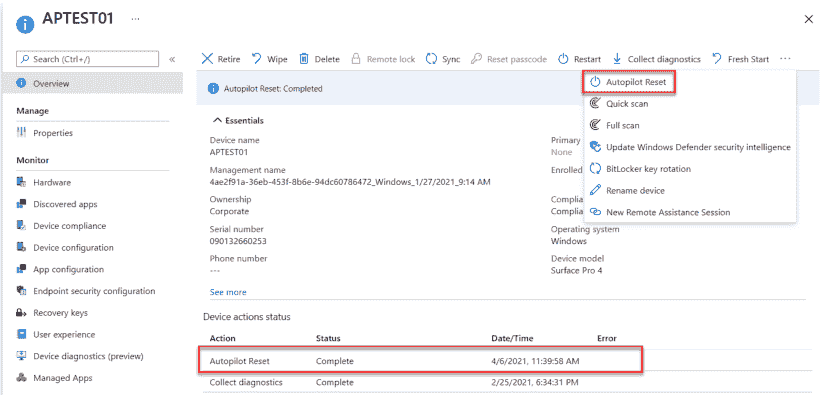 APTEST01 ...
Search (Ctrl+/) «
Retire Wipe Delete Remote lock Sync Reset passcode Restart Collect diagnostics Fresh Start ...
Overview
Autopilot Reset: Completed
Manage
Properties
Monitor
Hardware
Discovered apps
Device compliance
Device configuration
App configuration
Endpoint security configuration
Recovery keys
User experience
Device diagnostics (preview)
Managed Apps
Autopilot Reset
Quick scan
Full scan
Update Windows Defender security intelligence
BitLocker key rotation
Rename device
New Remote Assistance Session
Essentials
Device name
APTEST01
Management name
4ae2f91a-36eb-453f-8b6e-94dc60786472_Windows_1/27/2021_9:14 AM
Ownership
Corporate
Serial number
090132660253
Phone number
---
Primary
None
Enrolled
Complia
Complia
Operating system
Windows
Device model
Surface Pro 4
See more
Device actions status
Action Status Date/Time Error
Autopilot Reset Complete 4/6/2021, 11:39:58 AM
Collect diagnostics Complete 2/25/2021, 6:34:31 PM